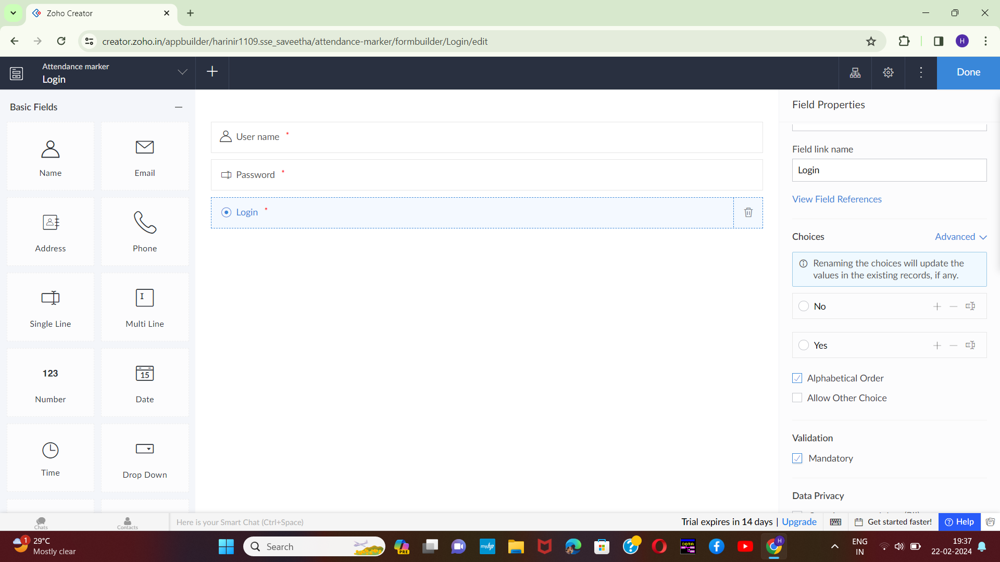 Zoho Creator
creator.zoho.in/appbuilder/harinir1109.sse_saveetha/attendance-marker/formbuilder/Login/edit
H
Attendance marker
Login
Done
Basic Fields
Name
Email
Address
Phone
Single Line
Multi Line
123
Number
15
Date
Time
Drop Down
User name *
Password *
Login *
Field Properties
Field link name
Login
View Field References
Choices
Advanced
Renaming the choices will update the
values in the existing records, if any.
No
Yes
Alphabetical Order
Allow Other Choice
Validation
Mandatory
Data Privacy
Chats
Contacts
Here is your Smart Chat (Ctrl+Space)
Trial expires in 14 days | Upgrade
Get started faster!
Help
1
29°C
Mostly clear
Search
PRE
myhp
DATA
H
ENG
IN
19:37
22-02-2024